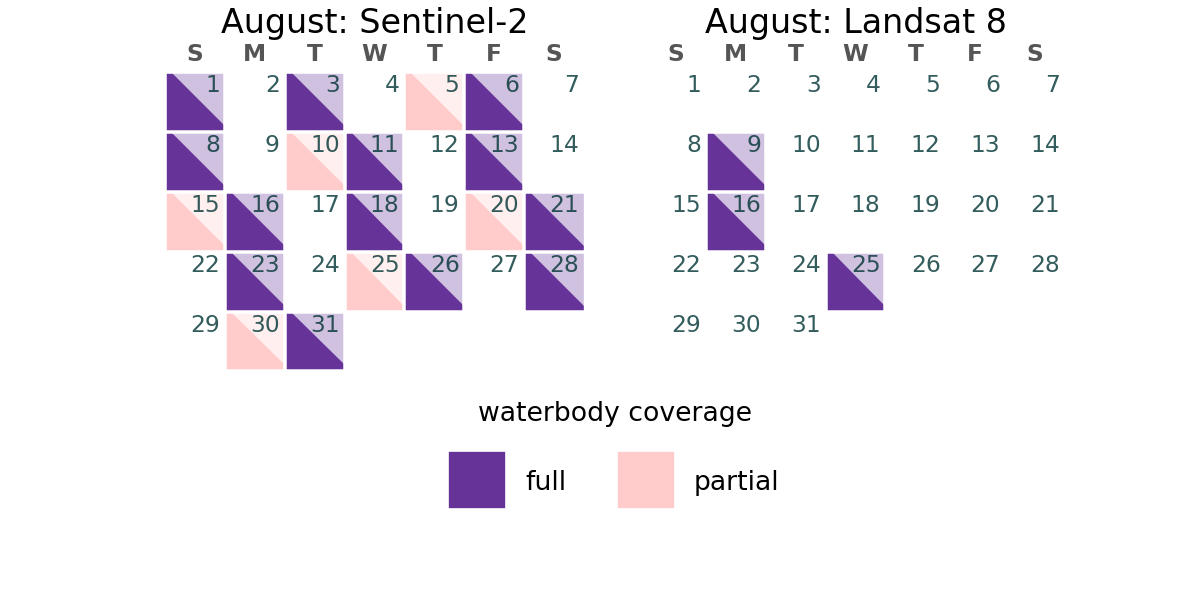 August: Sentinel-2
S M T W T F S
1 2 3 4 5 6 7
8 9 10 11 12 13 14
15 16 17 18 19 20 21
22 23 24 25 26 27 28
29 30 31
August: Landsat 8
S M T W T F S
1 2 3 4 5 6 7
8 9 10 11 12 13 14
15 16 17 18 19 20 21
22 23 24 25 26 27 28
29 30 31
waterbody coverage
full
partial